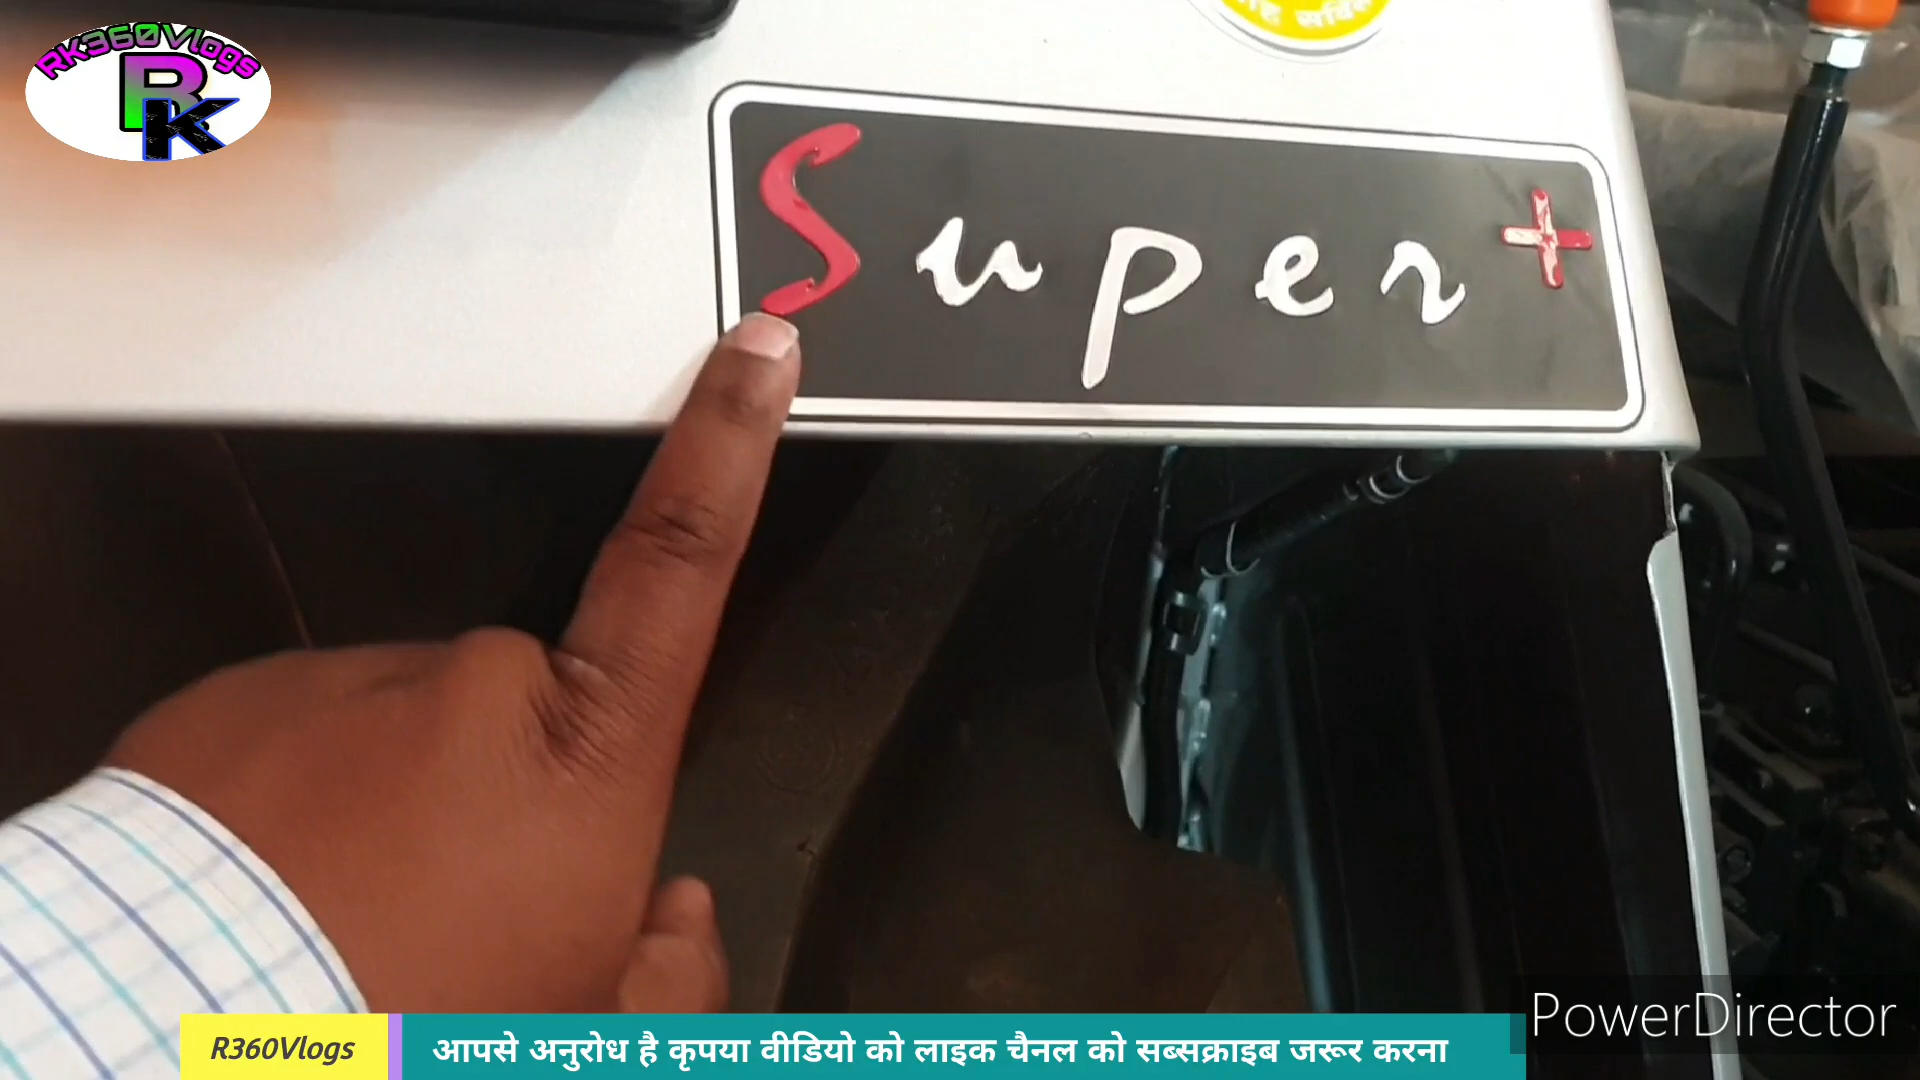 RK360Vlogs
RK
Super+
PowerDirector
R360Vlogs
आपसे अनुरोध है कृपया वीडियो को लाइक चैनल को सब्सक्राइब जरूर करना